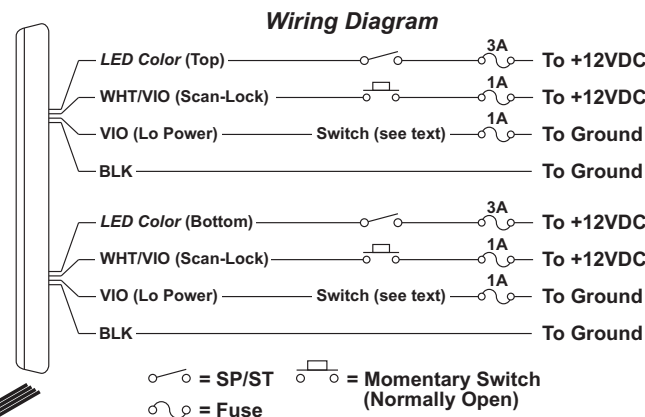 Wiring Diagram
LED Color (Top) 3A To +12VDC
WHT/VIO (Scan-Lock) 1A To +12VDC
VIO (Lo Power) Switch (see text) 1A To Ground
BLK To Ground
LED Color (Bottom) 3A To +12VDC
WHT/VIO (Scan-Lock) 1A To +12VDC
VIO (Lo Power) Switch (see text) 1A To Ground
BLK To Ground
= SP/ST = Momentary Switch
(Normally Open)
= Fuse